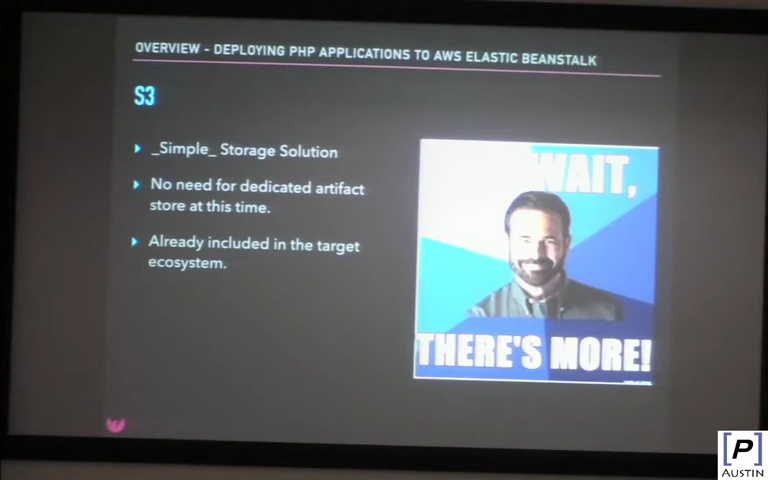 OVERVIEW - DEPLOYING PHP APPLICATIONS TO AWS ELASTIC BEANSTALK
S3
_Simple_ Storage Solution
No need for dedicated artifact
store at this time.
Already included in the target
ecosystem.
WAIT,
THERE'S MORE!
[P]
AUSTIN